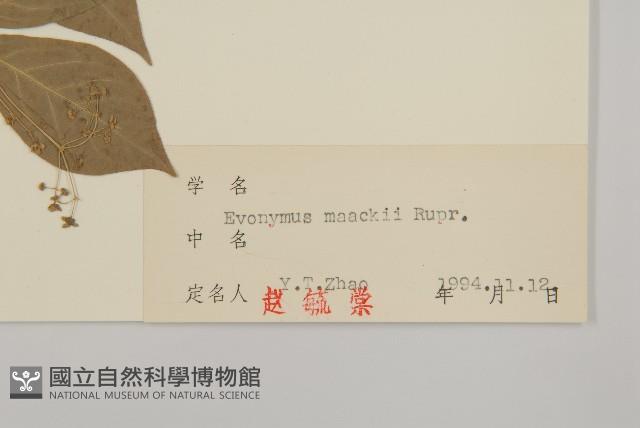 学 名
Evonymus maackii Rupr.
中 名
定名人 Y.T.Zhao 赵毓棠 1994.11.12. 年 月 日
國立自然科學博物館
NATIONAL MUSEUM OF NATURAL SCIENCE